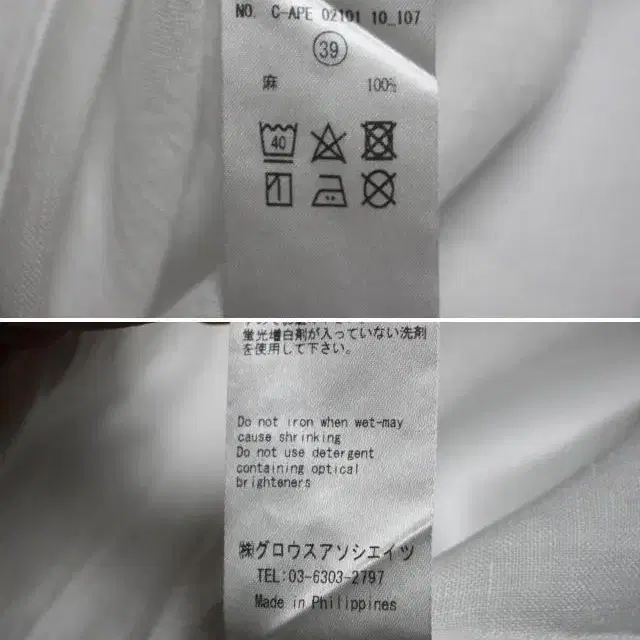 NO. C-APE 02101 10_107
39
麻 100%
40
蛍光増白剤が入っていない洗剤
を使用して下さい。
Do not iron when wet-may
cause shrinking
Do not use detergent
containing optical
brighteners
㈱グロウスアソシエイツ
TEL:03-6303-2797
Made in Philippines